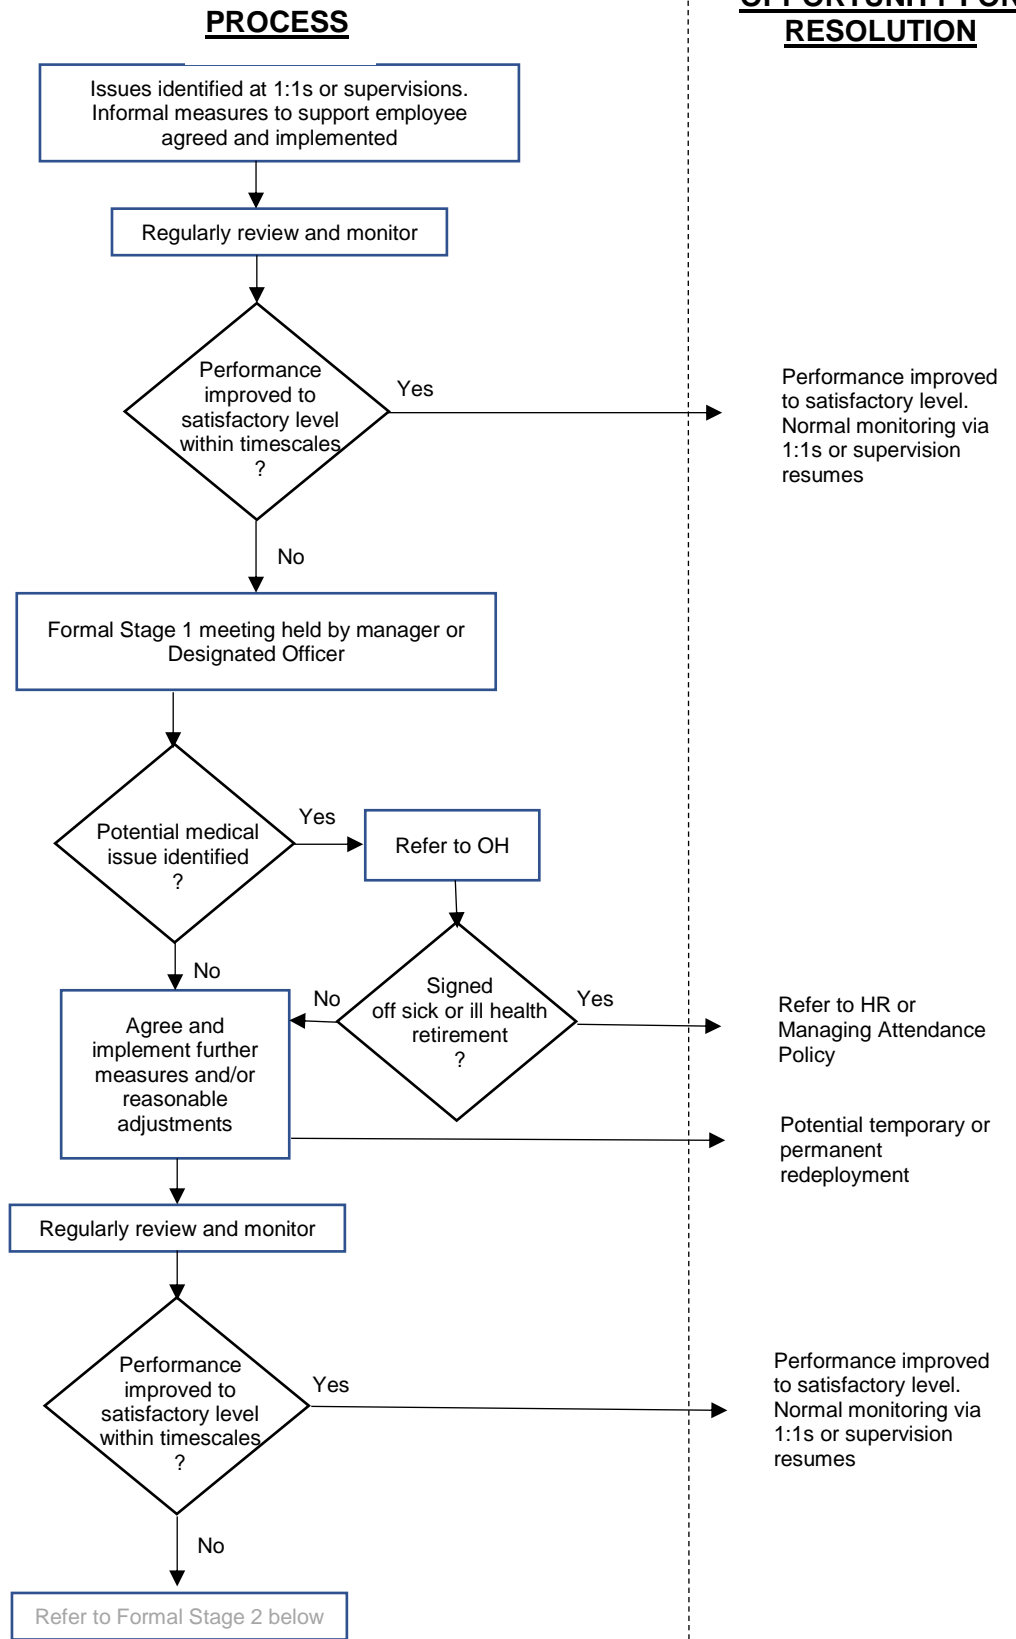 PROCESS
OPPORTUNITY FOR
RESOLUTION
Issues identified at 1:1s or supervisions.
Informal measures to support employee
agreed and implemented
Regularly review and monitor
Performance
improved to
satisfactory level
within timescales
?
Yes
Performance improved
to satisfactory level.
Normal monitoring via
1:1s or supervision
resumes
No
Formal Stage 1 meeting held by manager or
Designated Officer
Potential medical
issue identified
?
Yes
Refer to OH
No
Signed
off sick or ill health
retirement
?
No
Yes
Refer to HR or
Managing Attendance
Policy
Agree and
implement further
measures and/or
reasonable
adjustments
Potential temporary or
permanent
redeployment
Regularly review and monitor
Performance
improved to
satisfactory level
within timescales
?
Yes
Performance improved
to satisfactory level.
Normal monitoring via
1:1s or supervision
resumes
No
Refer to Formal Stage 2 below